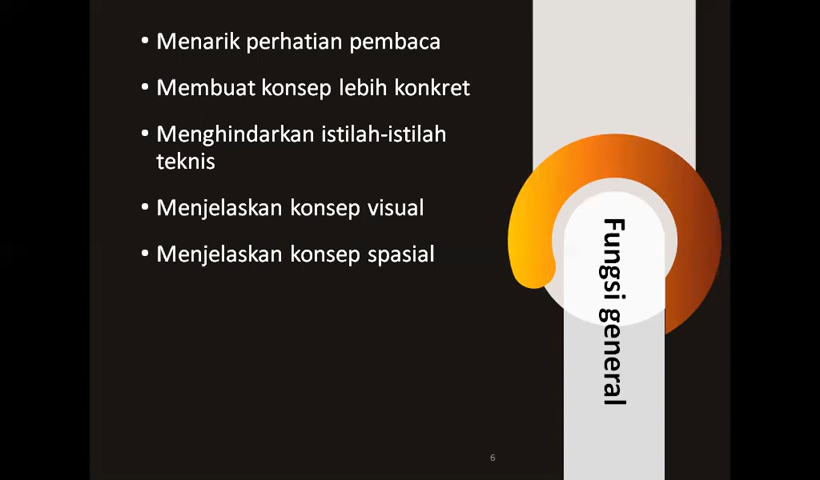 • Menarik perhatian pembaca
• Membuat konsep lebih konkret
• Menghindarkan istilah-istilah
teknis
• Menjelaskan konsep visual
• Menjelaskan konsep spasial
Fungsi general
6